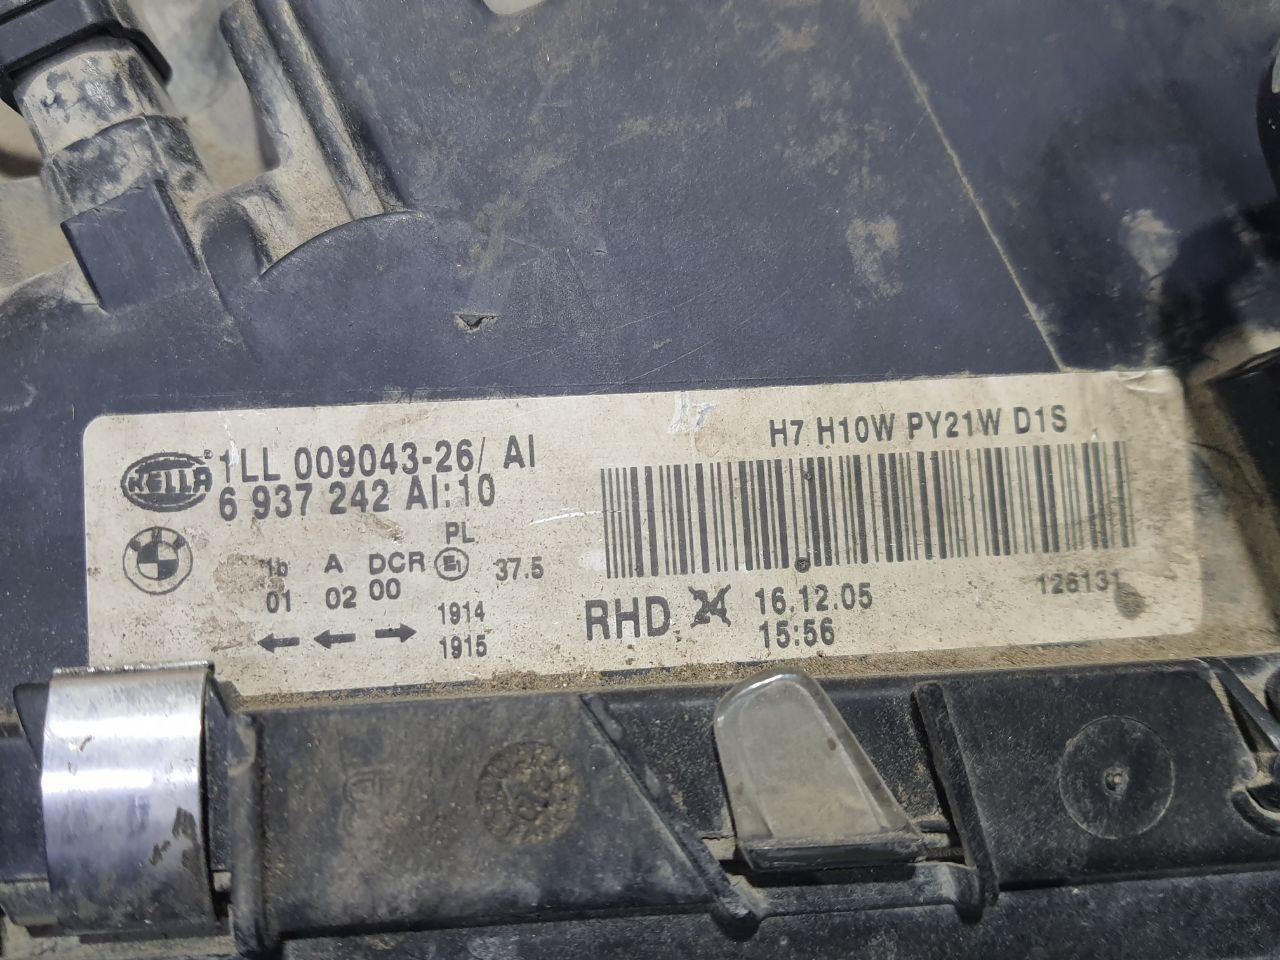 HELLA ® 1LL 009043-26/ AI
6 937 242 AI:10
H7 H10W PY21W D1S
PL
A DCR E1 37.5
01 02 00
1914
1915
RHD 16.12.05
15:56
126131